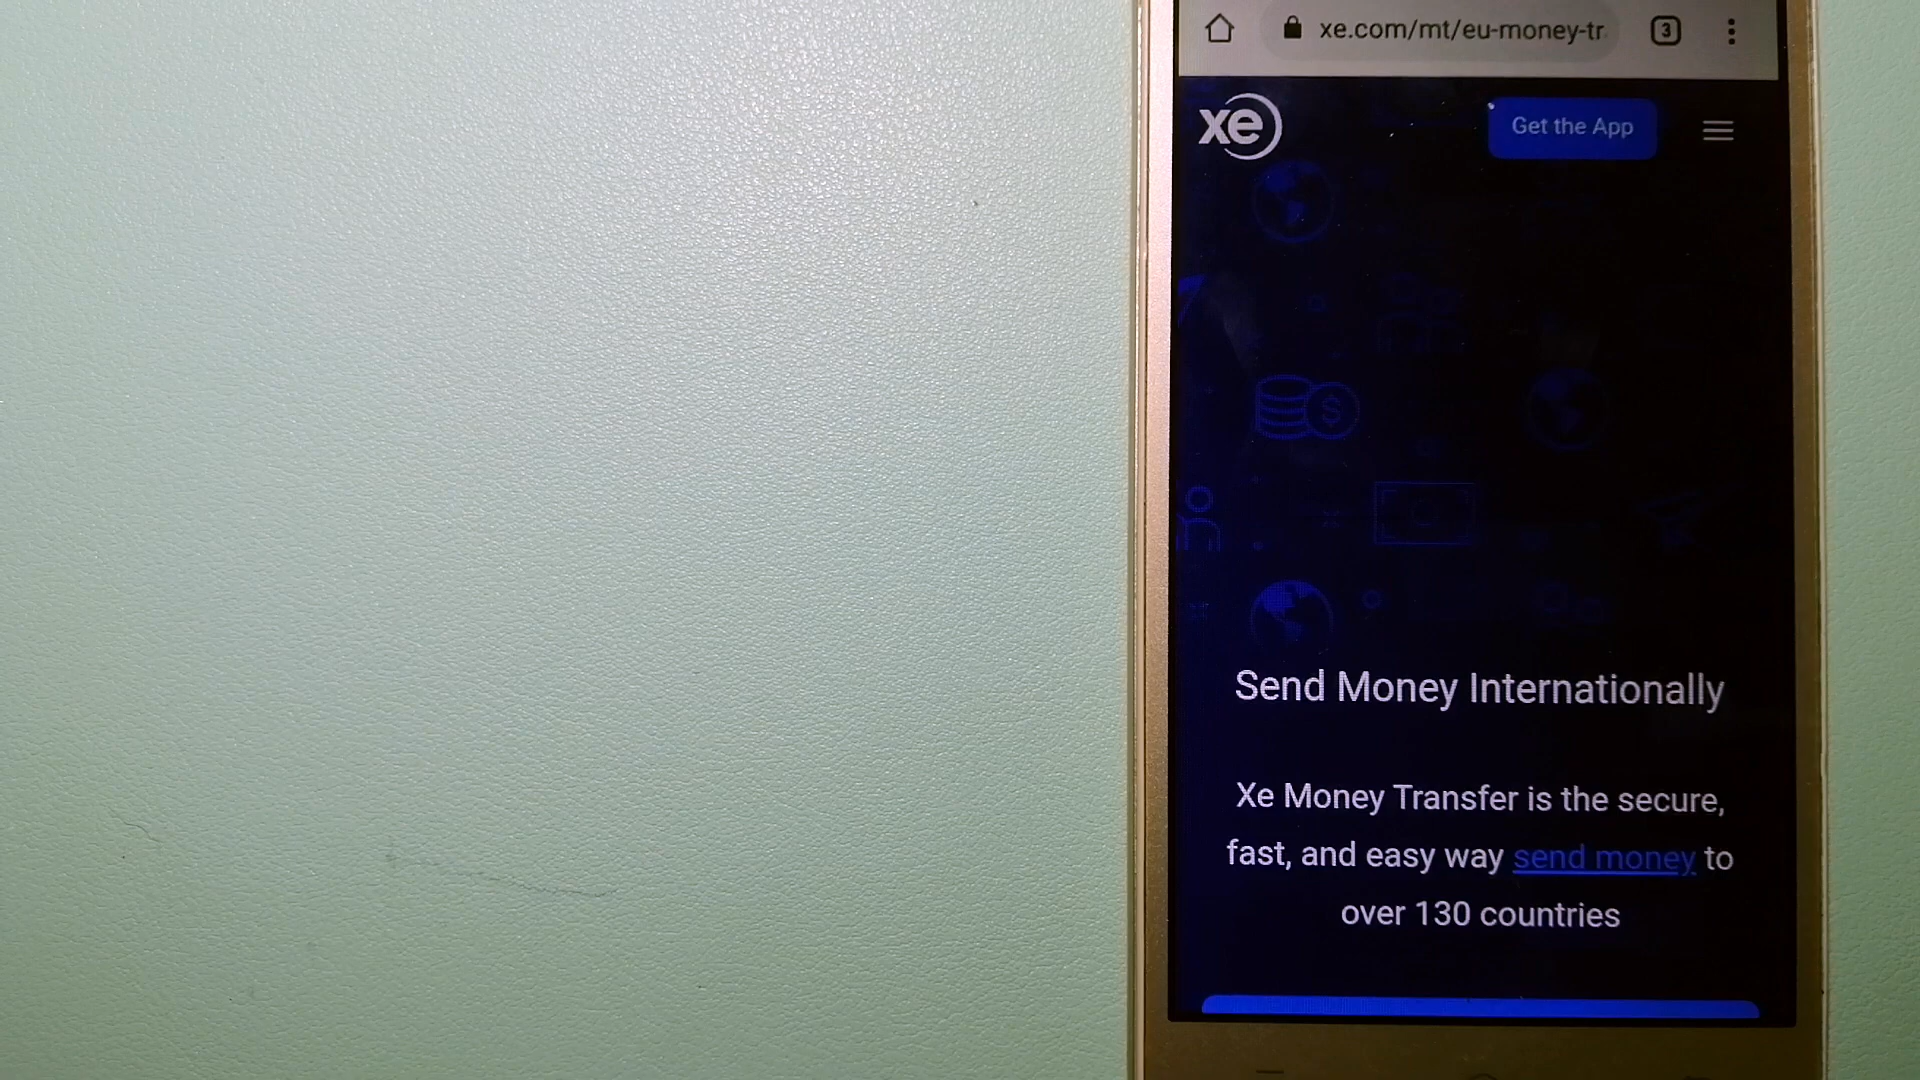 xe.com/mt/eu-money-tr
3
xe
Get the App
Send Money Internationally
Xe Money Transfer is the secure,
fast, and easy way send money to
over 130 countries